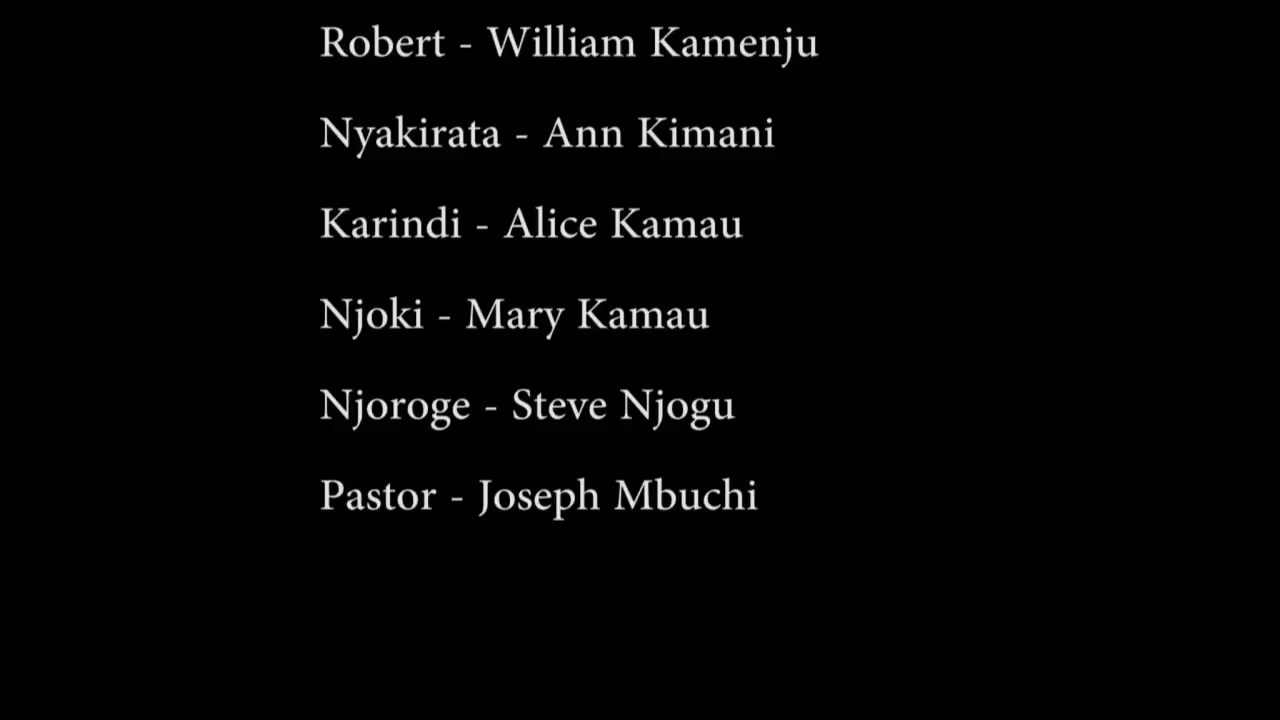 Robert - William Kamenju
Nyakirata - Ann Kimani
Karindi - Alice Kamau
Njoki - Mary Kamau
Njoroge - Steve Njogu
Pastor - Joseph Mbuchi